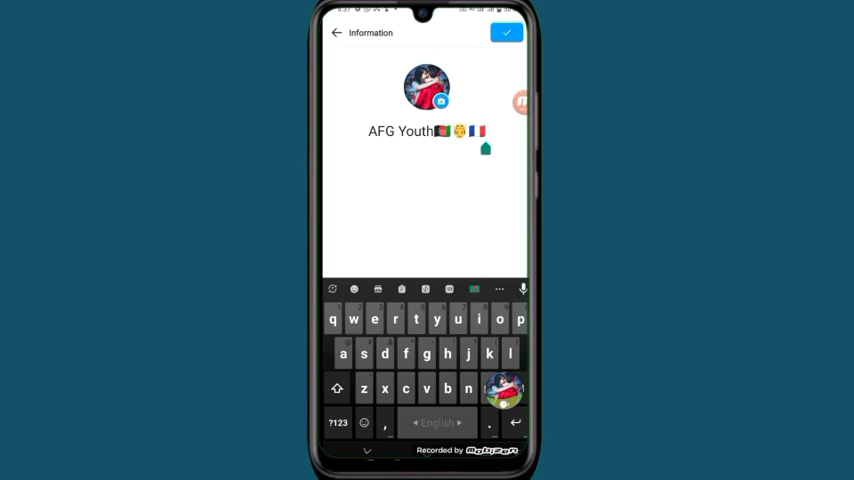 Information
AFG Youth🇦🇫🤴🇫🇷
q w e r t y u i o p
a s d f g h j k l
z x c v b n
?123 , English .
Recorded by mobizen